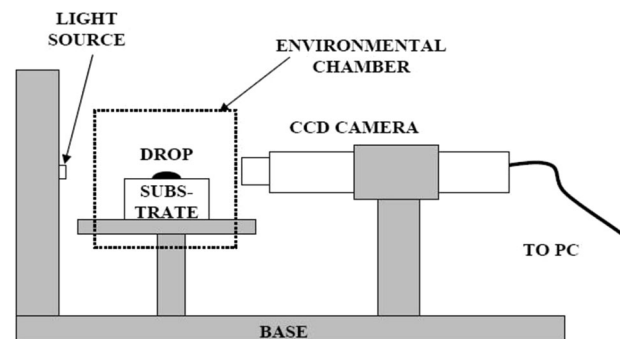 LIGHT
SOURCE
ENVIRONMENTAL
CHAMBER
CCD CAMERA
DROP
SUBS-
TRATE
TO PC
BASE